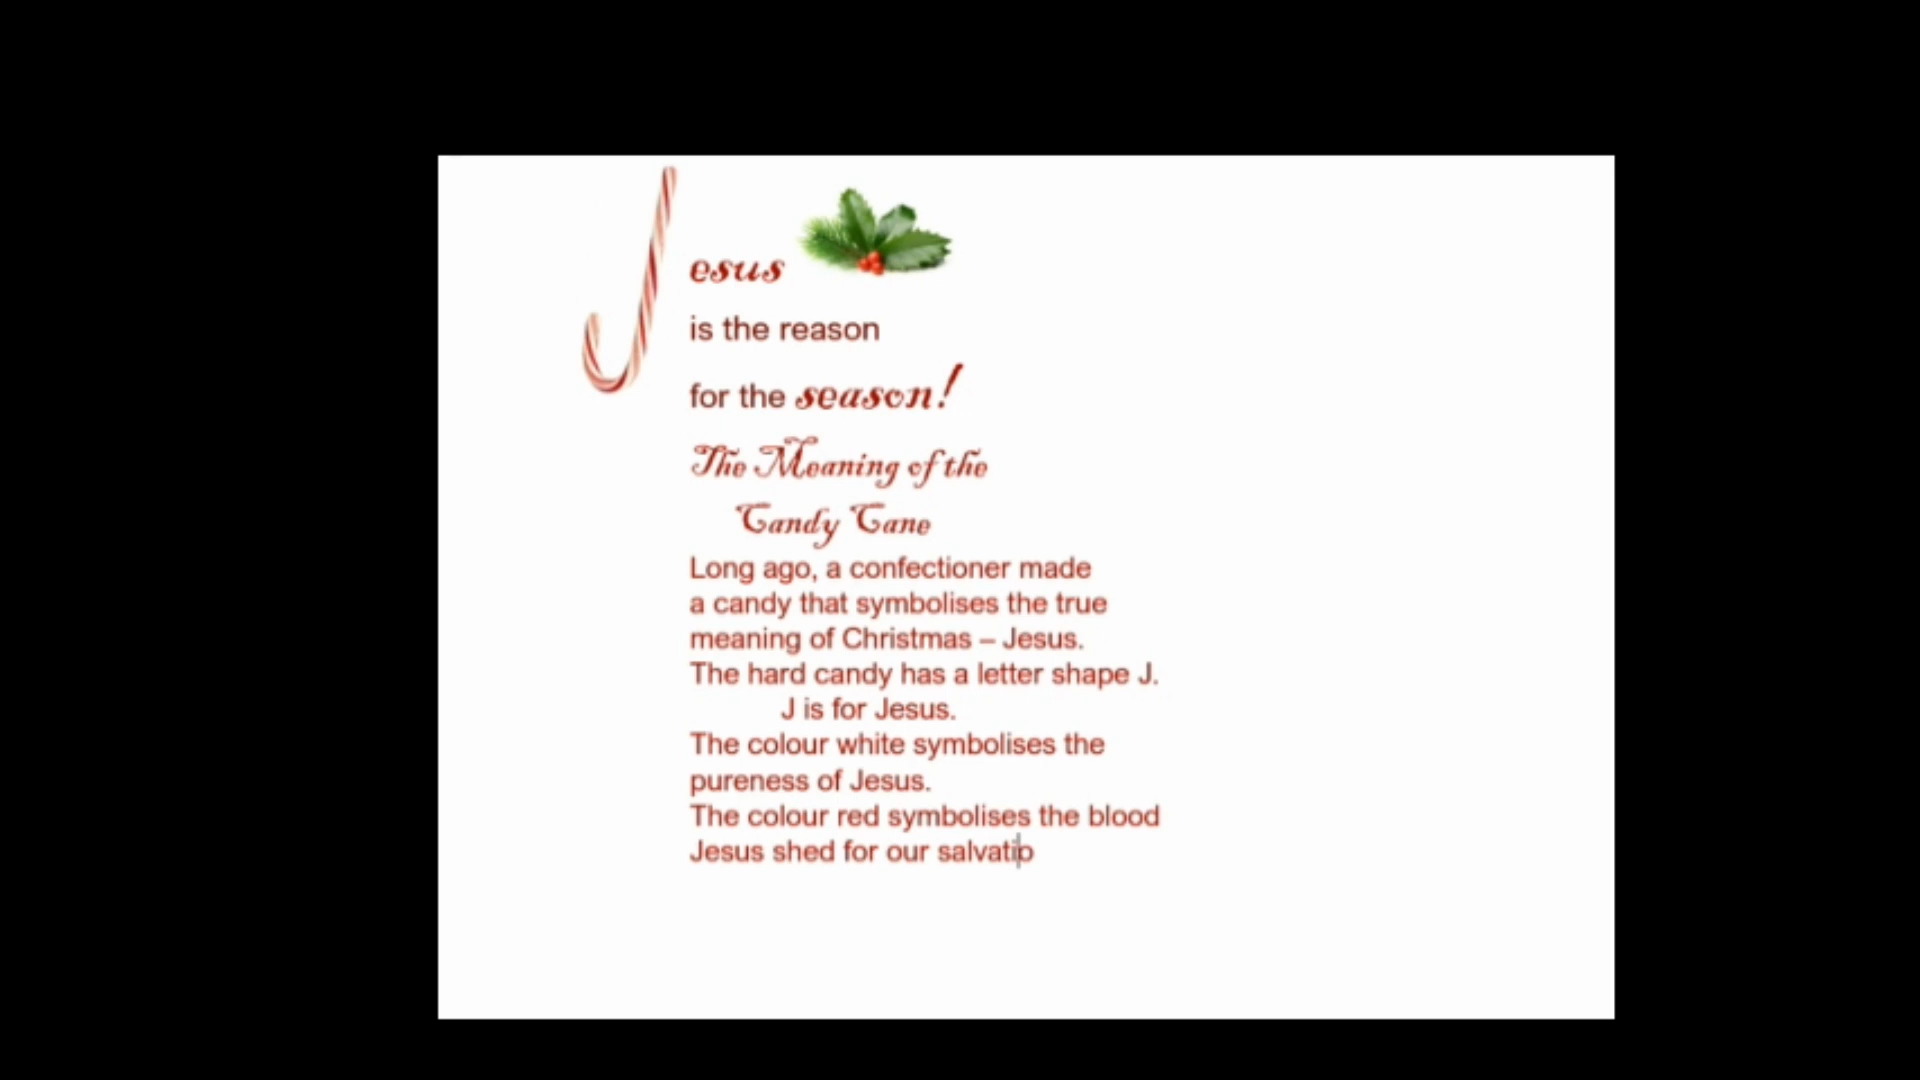 Jesus
is the reason
for the season!
The Meaning of the
Candy Cane
Long ago, a confectioner made
a candy that symbolises the true
meaning of Christmas – Jesus.
The hard candy has a letter shape J.
J is for Jesus.
The colour white symbolises the
pureness of Jesus.
The colour red symbolises the blood
Jesus shed for our salvatio